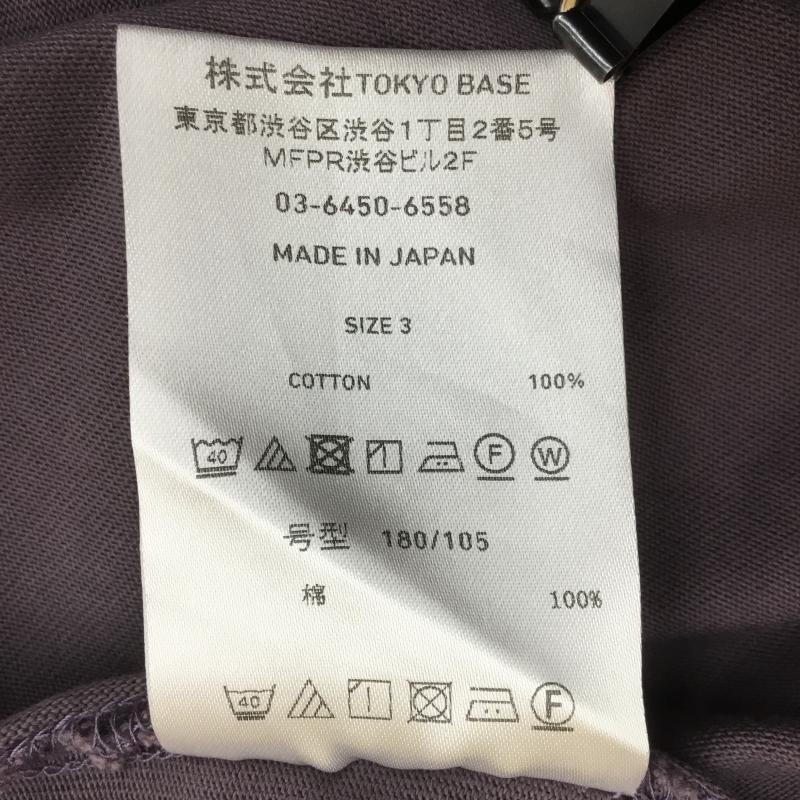 株式会社TOKYO BASE
東京都渋谷区渋谷1丁目2番5号
MFPR渋谷ビル2F
03-6450-6558
MADE IN JAPAN
SIZE 3
COTTON 100%
40 F W
号型 180/105
棉 100%
40 F